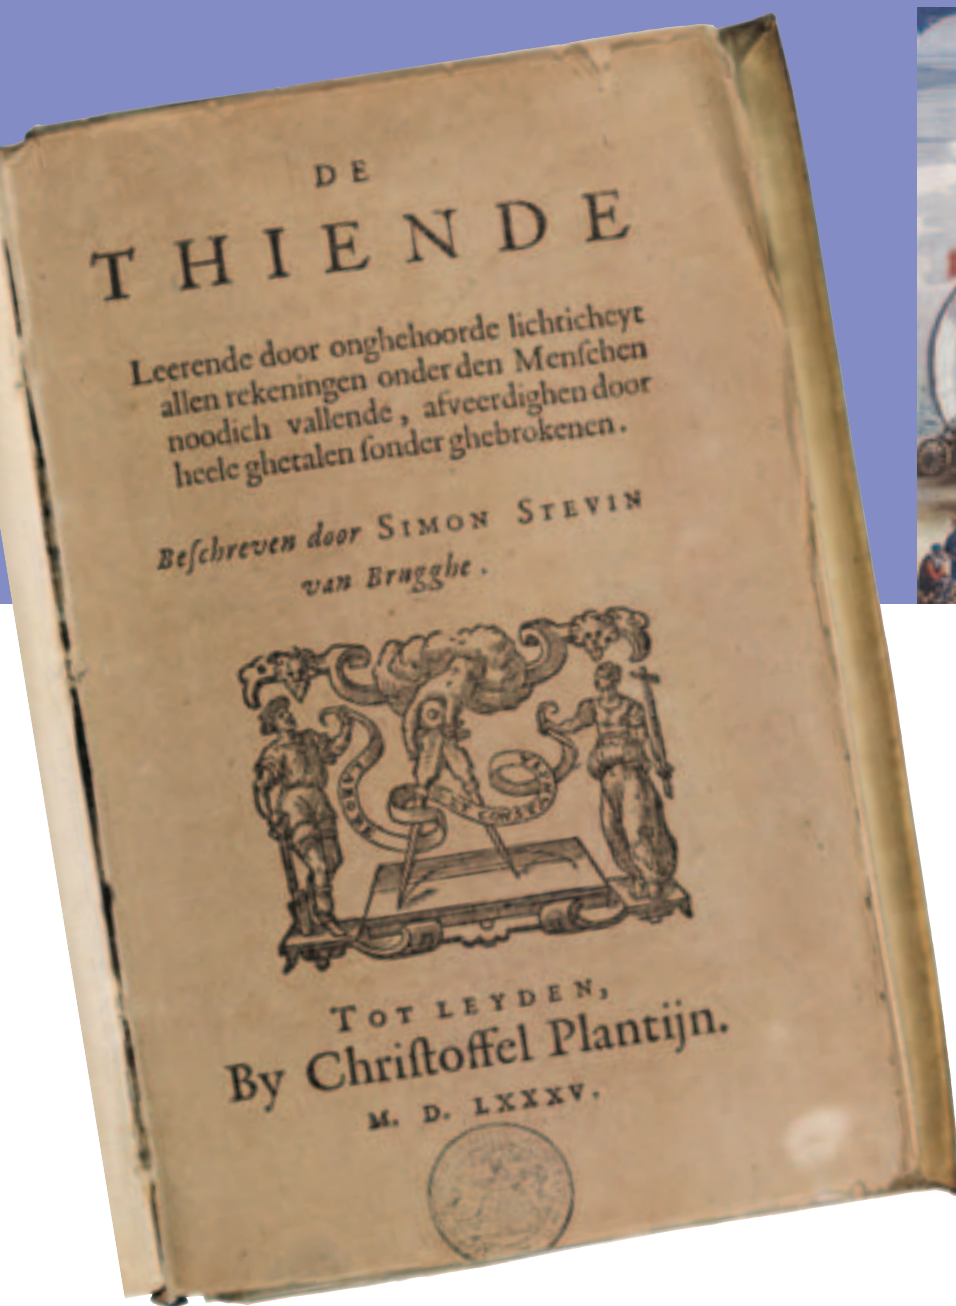 DE
THIENDE
Leerende door onghehoorde lichticheyt
allen rekeningen onder den Menſchen
noodich vallende, afveerdighen door
heele ghetalen ſonder ghebrokenen.
Beſchreven door SIMON STEVIN
van Brugghe.
TOT LEYDEN,
By Chriſtoffel Plantijn.
M. D. LXXXV.